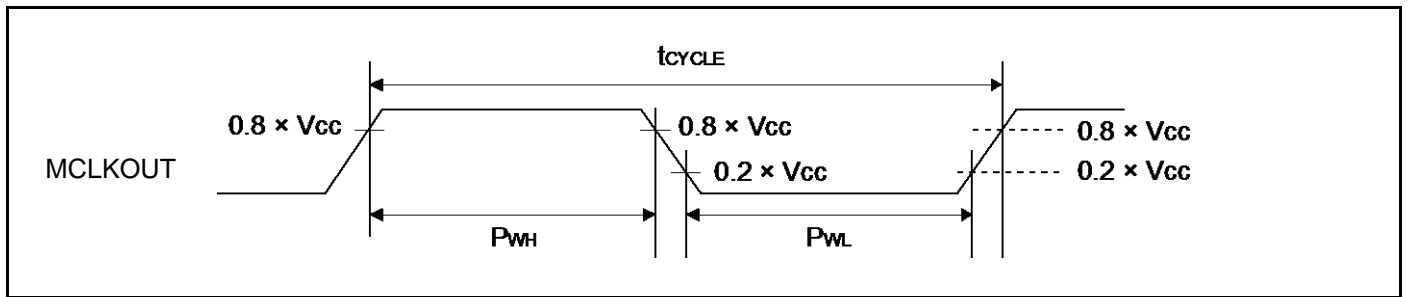 tCYCLE
0.8 × VCC
0.8 × VCC
0.8 × VCC
MCLKOUT
0.2 × VCC
0.2 × VCC
PWH
PWL